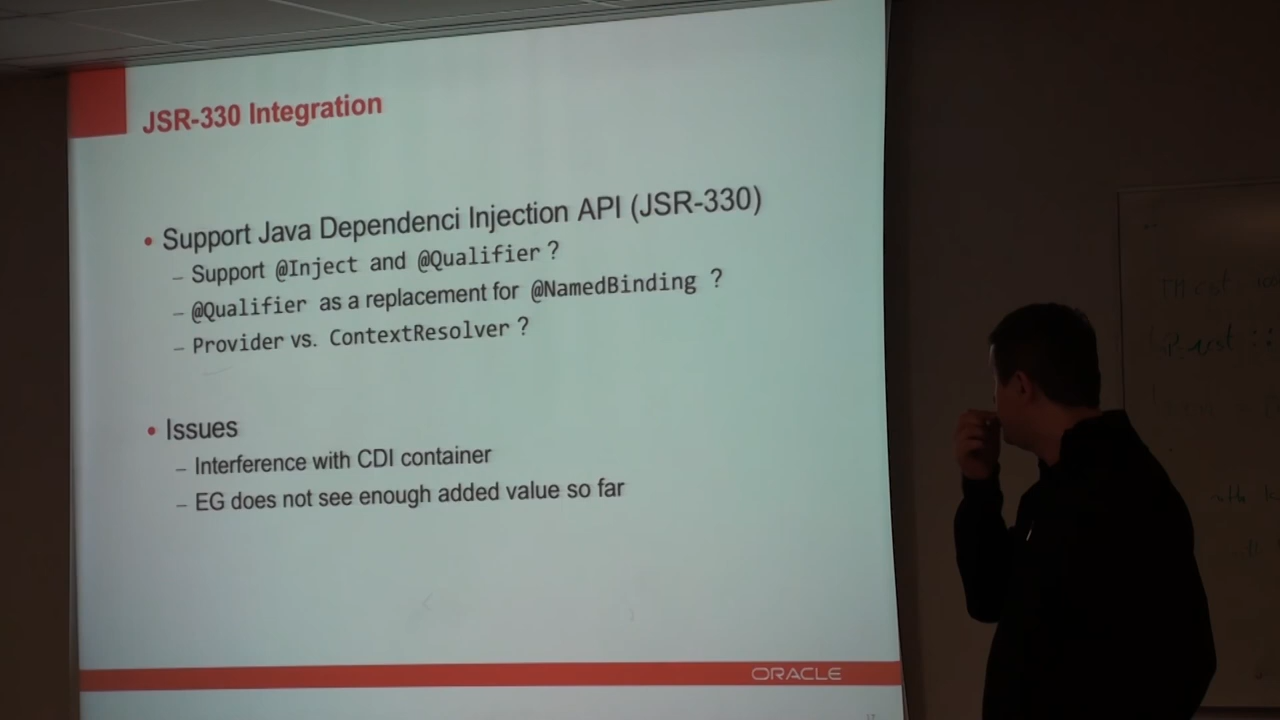 JSR-330 Integration
• Support Java Dependenci Injection API (JSR-330)
– Support @Inject and @Qualifier ?
– @Qualifier as a replacement for @NamedBinding ?
– Provider vs. ContextResolver ?
• Issues
– Interference with CDI container
– EG does not see enough added value so far
ORACLE